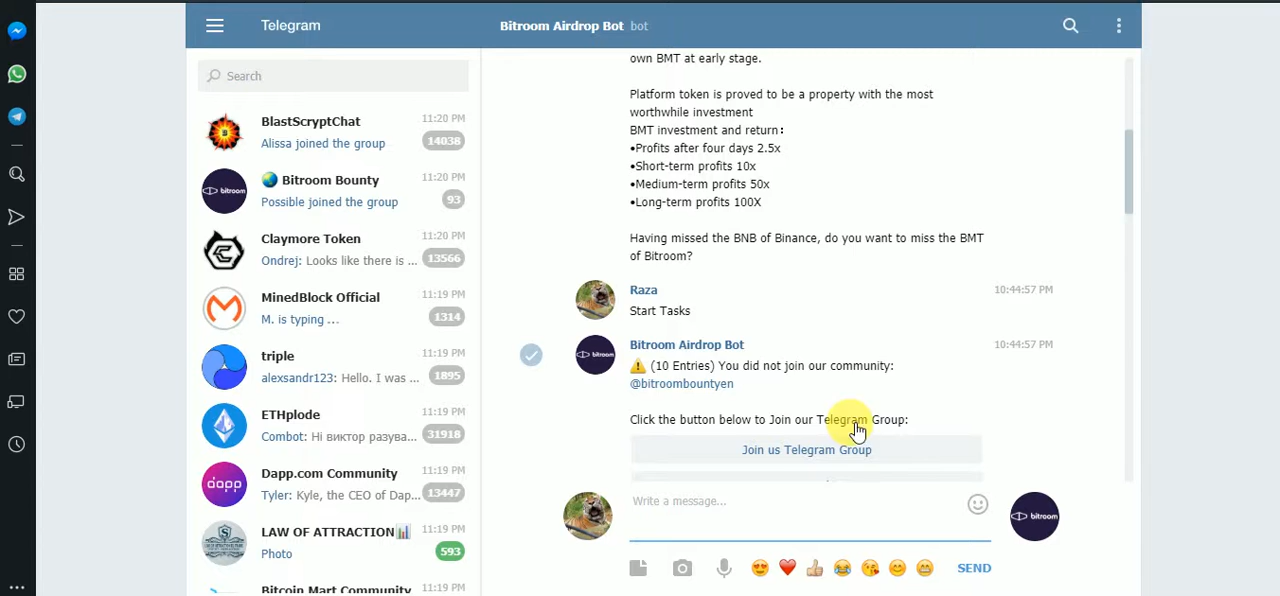 Telegram
Bitroom Airdrop Bot bot
Search
BlastScryptChat 11:20 PM
Alissa joined the group 14038
🌏 Bitroom Bounty 11:20 PM
Possible joined the group 93
Claymore Token 11:20 PM
Ondrej: Looks like there is ... 13566
MinedBlock Official 11:19 PM
M. is typing ... 1314
triple 11:19 PM
alexsandr123: Hello. I was ... 1895
ETHplode 11:19 PM
Combot: Hi виктор разува... 31918
Dapp.com Community 11:19 PM
Tyler: Kyle, the CEO of Dap... 13447
LAW OF ATTRACTION📊 11:19 PM
Photo 593
Bitcoin Mart Community 11:19 PM
own BMT at early stage.
Platform token is proved to be a property with the most
worthwhile investment
BMT investment and return:
•Profits after four days 2.5x
•Short-term profits 10x
•Medium-term profits 50x
•Long-term profits 100X
Having missed the BNB of Binance, do you want to miss the BMT
of Bitroom?
Raza 10:44:57 PM
Start Tasks
Bitroom Airdrop Bot 10:44:57 PM
⚠️ (10 Entries) You did not join our community:
@bitroombountyen
Click the button below to Join our Telegram Group:
Join us Telegram Group
Write a message...
SEND
bitroom
bitroom
bitroom
dapp